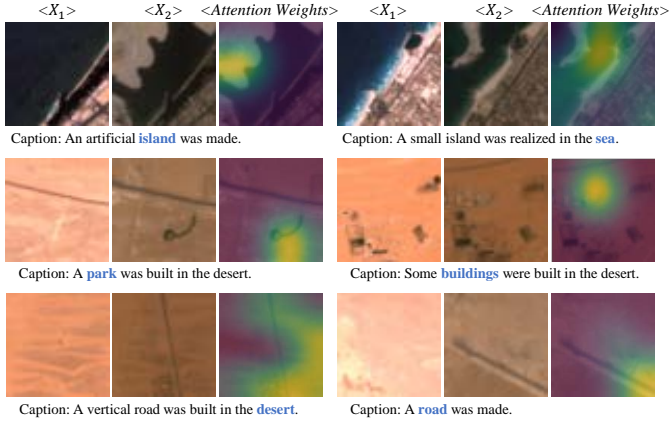 <X₁> <X₂> <Attention Weights> <X₁> <X₂> <Attention Weights>
Caption: An artificial island was made. Caption: A small island was realized in the sea.
Caption: A park was built in the desert. Caption: Some buildings were built in the desert.
Caption: A vertical road was built in the desert. Caption: A road was made.